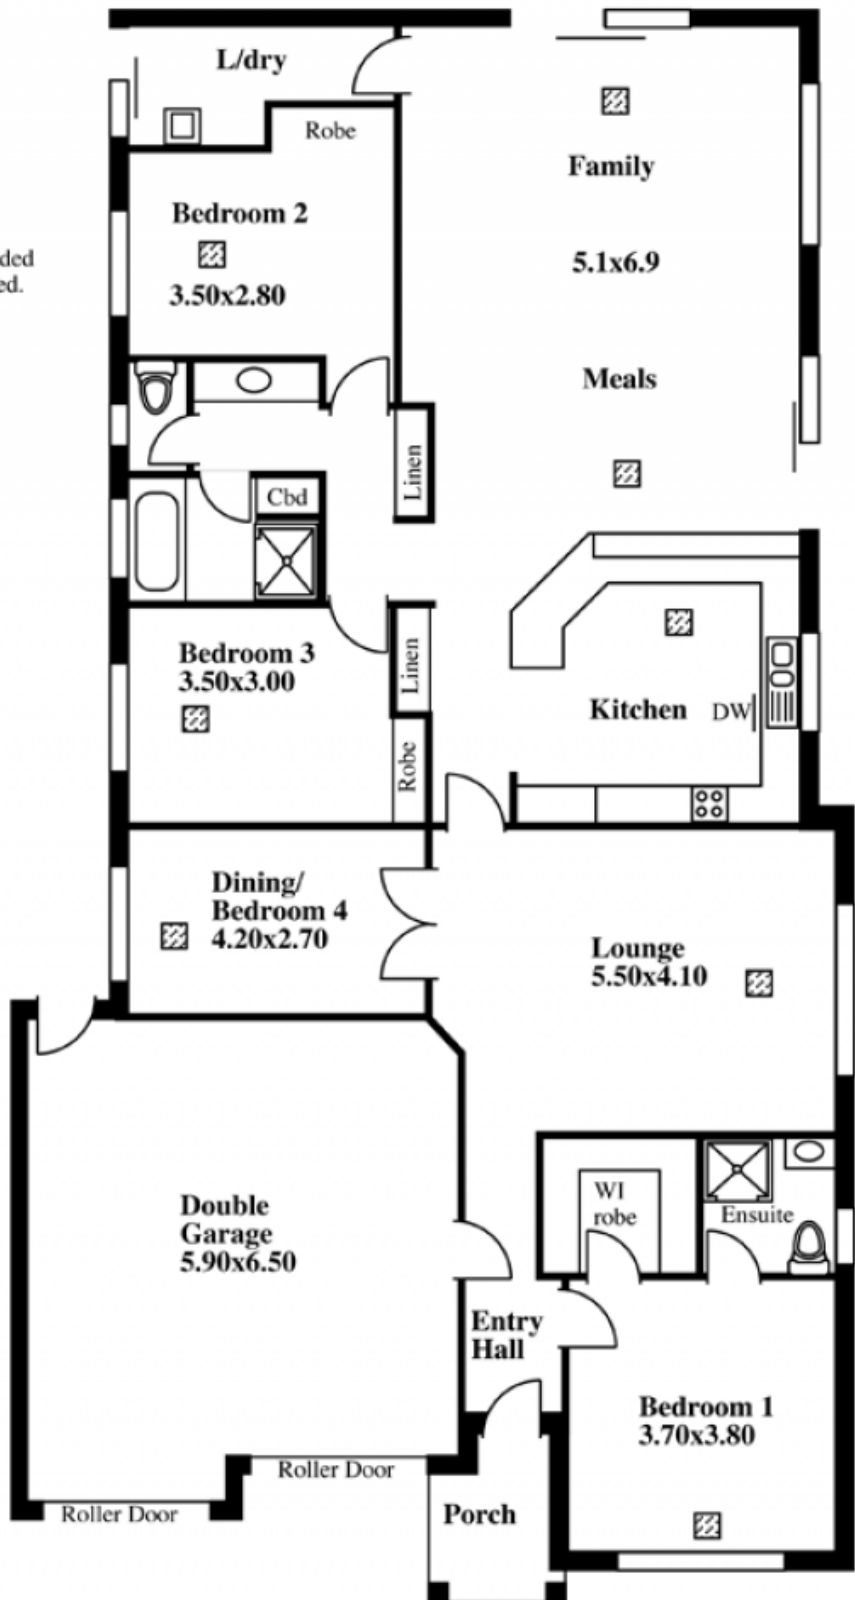 L/dry
Robe
Family
Bedroom 2
ded
ed.
5.1x6.9
3.50x2.80
Meals
Linen
Cbd
Bedroom 3
3.50x3.00
Linen
Kitchen
DW
Robe
Dining/
Bedroom 4
4.20x2.70
Lounge
5.50x4.10
Double
Garage
5.90x6.50
WI
robe
Ensuite
Entry
Hall
Bedroom 1
3.70x3.80
Roller Door
Roller Door
Porch